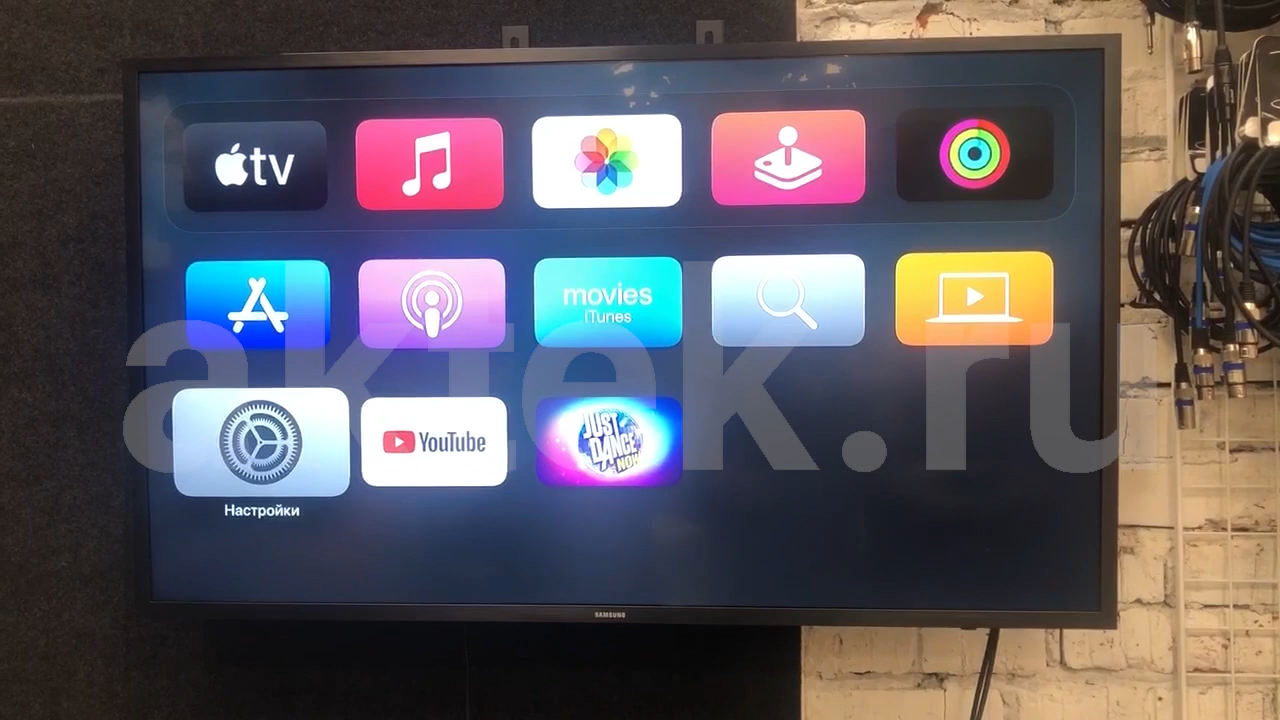 tv
movies
iTunes
YouTube
JUST
DANCE
NOW
Настройки
SAMSUNG
aktek.ru